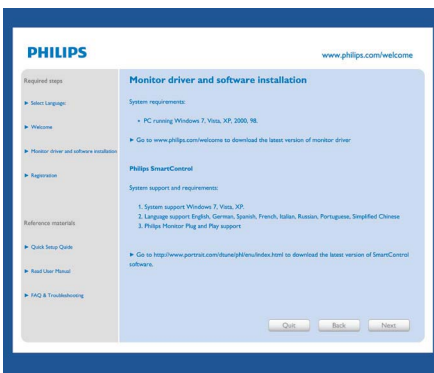 PHILIPS
www.philips.com/welcome
Required steps
Select Language:
Welcome
Monitor driver and software installation
Registration
Reference materials
Quick Setup Quide
Read User Manual
FAQ & Troubleshooting
Monitor driver and software installation
System requirements:
• PC running Windows 7, Vista, XP, 2000, 98.
Go to www.philips.com/welcome to download the latest version of monitor driver
Philips SmartControl
System support and requirements:
1. System support Windows 7, Vista, XP.
2. Language support English, German, Spanish, French, Italian, Russian, Portuguese, Simplified Chinese
3. Philips Monitor Plug and Play support
Go to http://www.portrait.com/dtune/phl/enu/index.html to download the latest version of SmartControl
software.
Quit Back Next